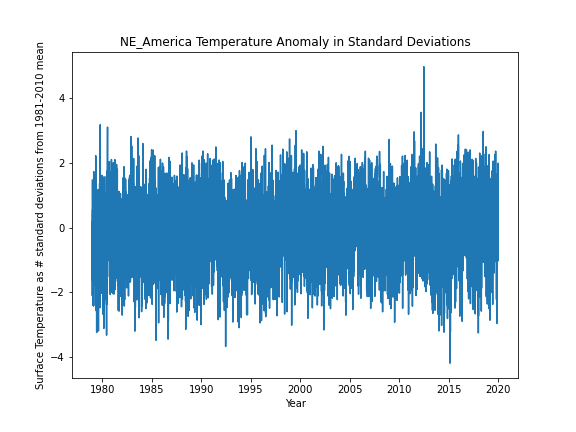 NE_America Temperature Anomaly in Standard Deviations
Surface Temperature as # standard deviations from 1981-2010 mean
4
2
0
−2
−4
1980 1985 1990 1995 2000 2005 2010 2015 2020
Year